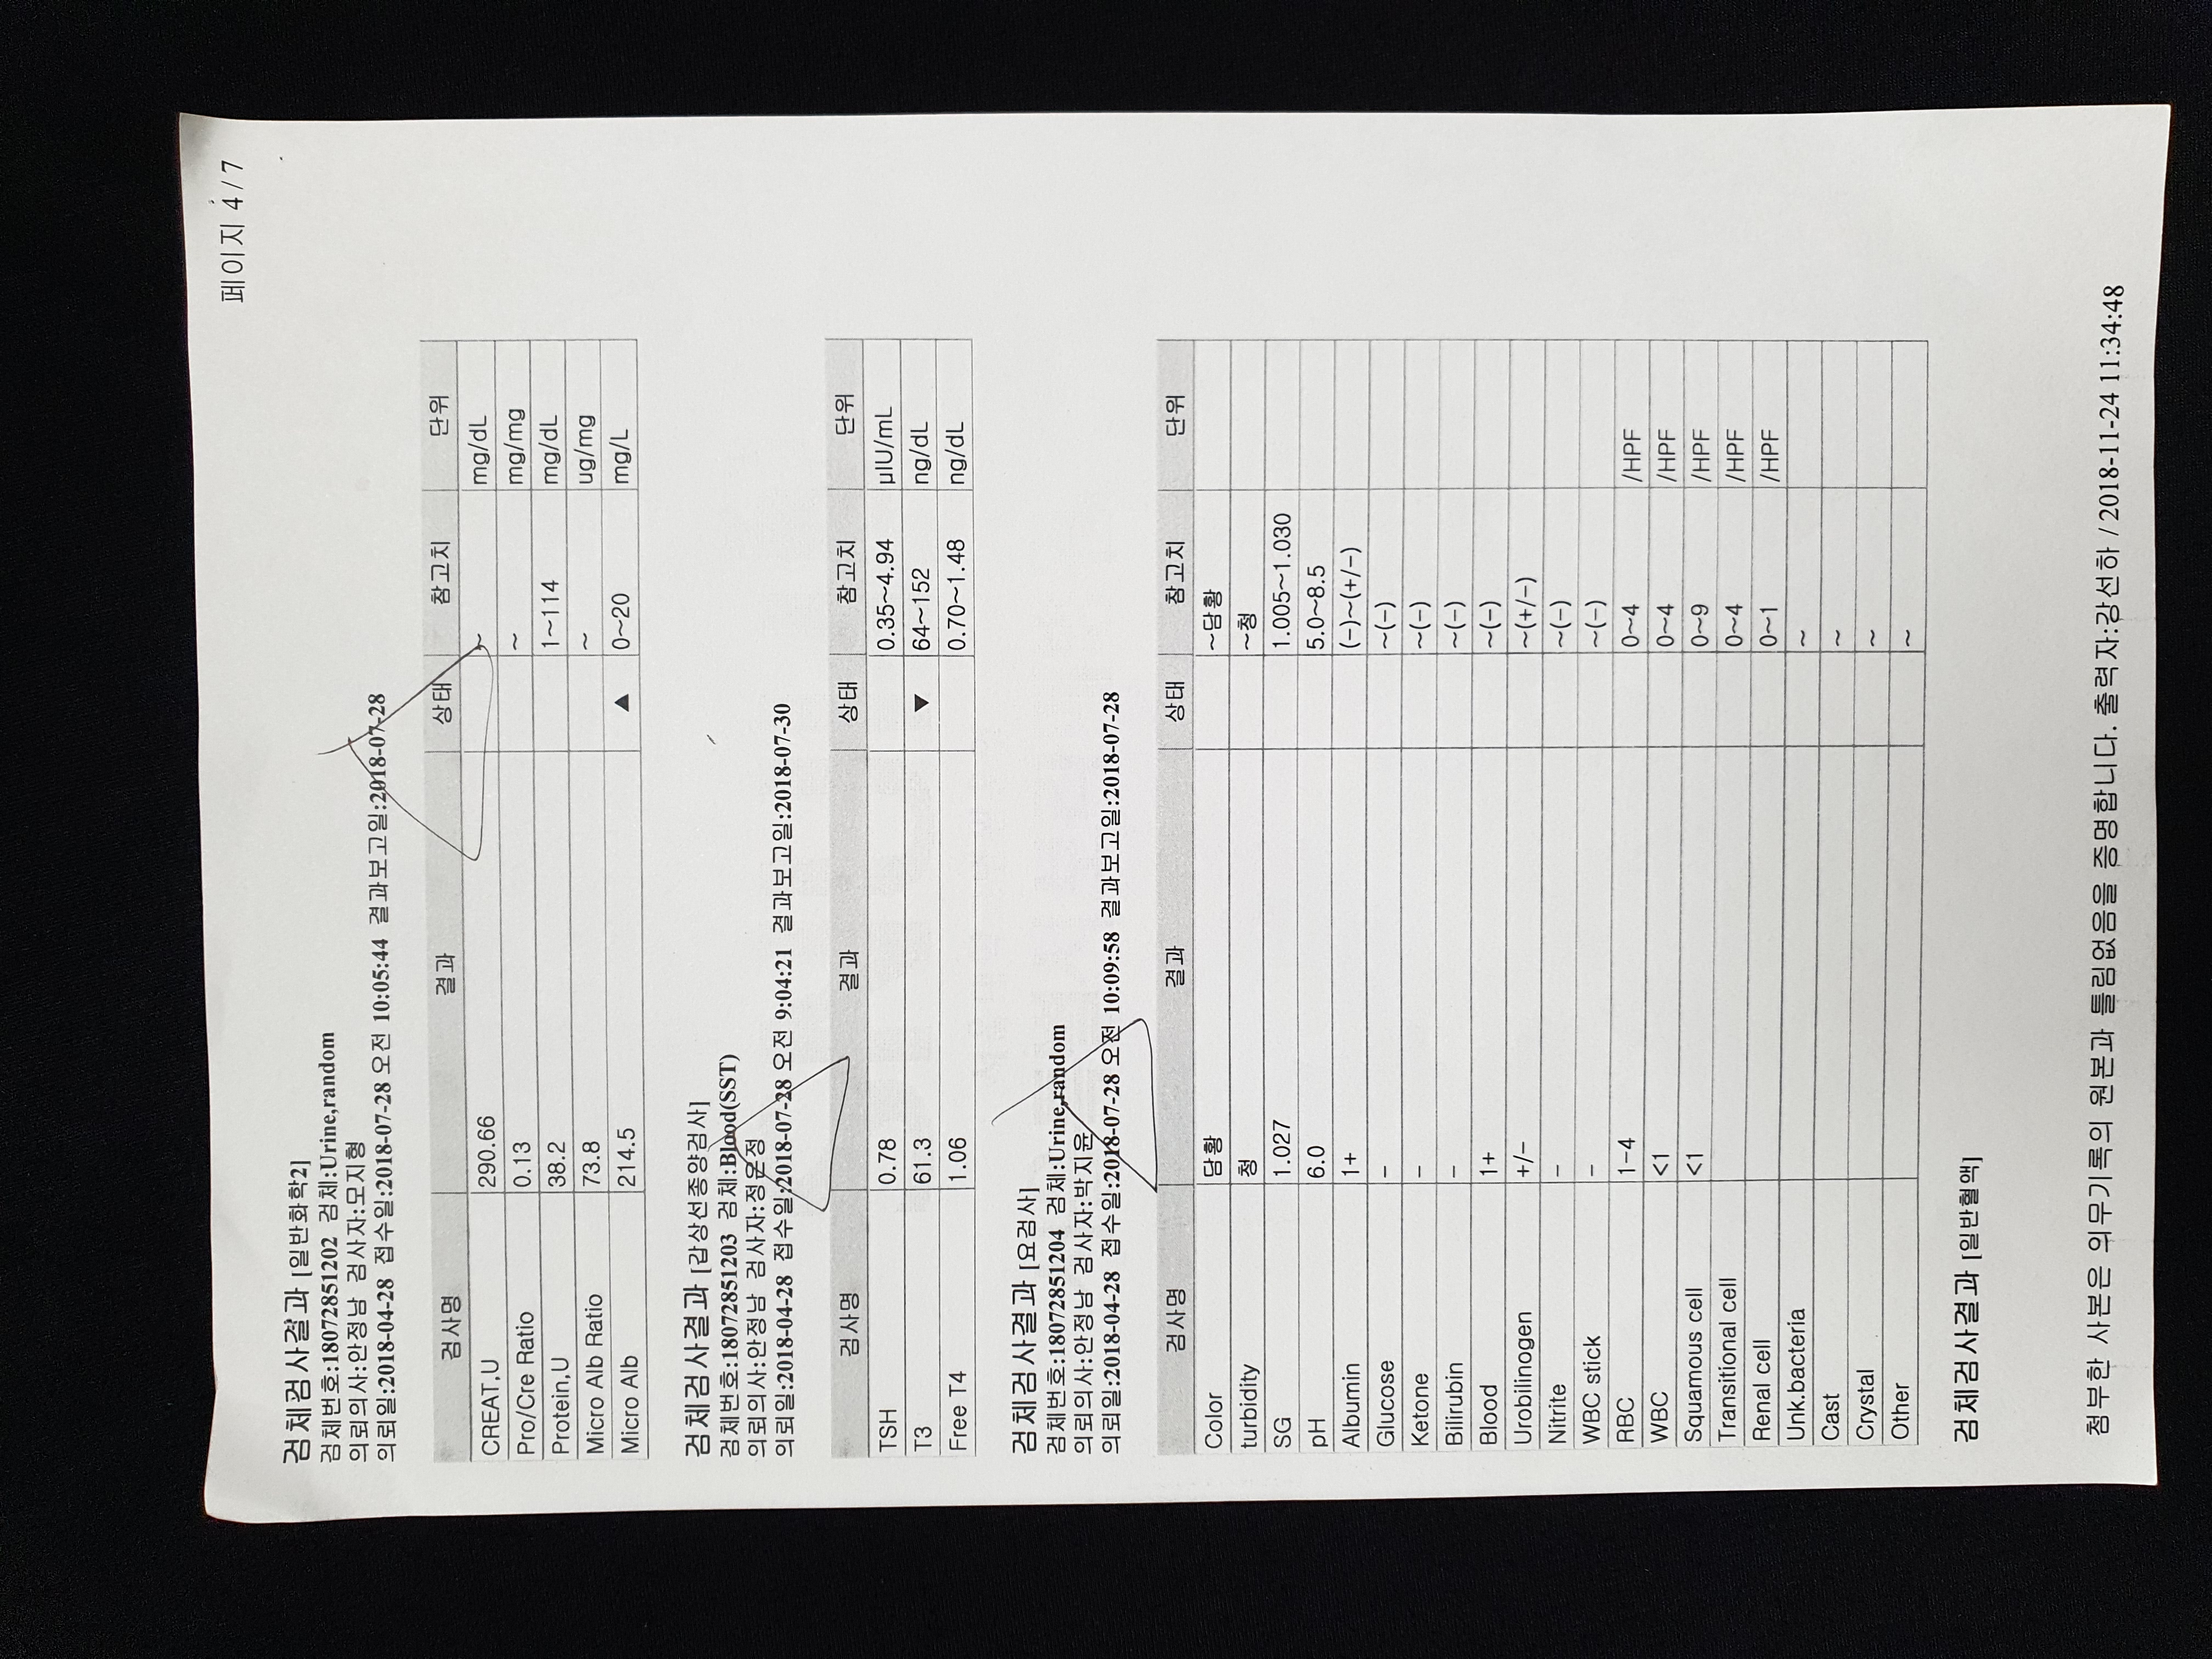 페이지 4 / 7
검체검사결과 [일반화학2]
검체번호:18072851202 검체:Urine,random
의뢰의사:안정남 검사자:모지형
의뢰일:2018-04-28 접수일:2018-07-28 오전 10:05:44 결과보고일:2018-07-28
검사명 결과 상태 참고치 단위
CREAT,U 290.66 ~ mg/dL
Pro/Cre Ratio 0.13 ~ mg/mg
Protein,U 38.2 1~114 mg/dL
Micro Alb Ratio 73.8 ~ ug/mg
Micro Alb 214.5 ▲ 0~20 mg/L
검체검사결과 [갑상선종양검사]
검체번호:18072851203 검체:Blood(SST)
의뢰의사:안정남 검사자:정은정
의뢰일:2018-04-28 접수일:2018-07-28 오전 9:04:21 결과보고일:2018-07-30
검사명 결과 상태 참고치 단위
TSH 0.78 0.35~4.94 μIU/mL
T3 61.3 ▼ 64~152 ng/dL
Free T4 1.06 0.70~1.48 ng/dL
검체검사결과 [요검사]
검체번호:18072851204 검체:Urine,random
의뢰의사:안정남 검사자:박지윤
의뢰일:2018-04-28 접수일:2018-07-28 오전 10:09:58 결과보고일:2018-07-28
검사명 결과 상태 참고치 단위
Color 담황 ~담황
turbidity 청 ~청
SG 1.027 1.005~1.030
pH 6.0 5.0~8.5
Albumin 1+ (-)~(+/-)
Glucose - ~(-)
Ketone - ~(-)
Bilirubin - ~(-)
Blood 1+ ~(-)
Urobilinogen +/- ~(+/-)
Nitrite - ~(-)
WBC stick - ~(-)
RBC 1-4 0~4 /HPF
WBC <1 0~4 /HPF
Squamous cell <1 0~9 /HPF
Transitional cell 0~4 /HPF
Renal cell 0~1 /HPF
Unk.bacteria ~
Cast ~
Crystal ~
Other ~
검체검사결과 [일반혈액]
첨부한 사본은 의무기록의 원본과 틀림없음을 증명합니다. 출력자:강선하 / 2018-11-24 11:34:48